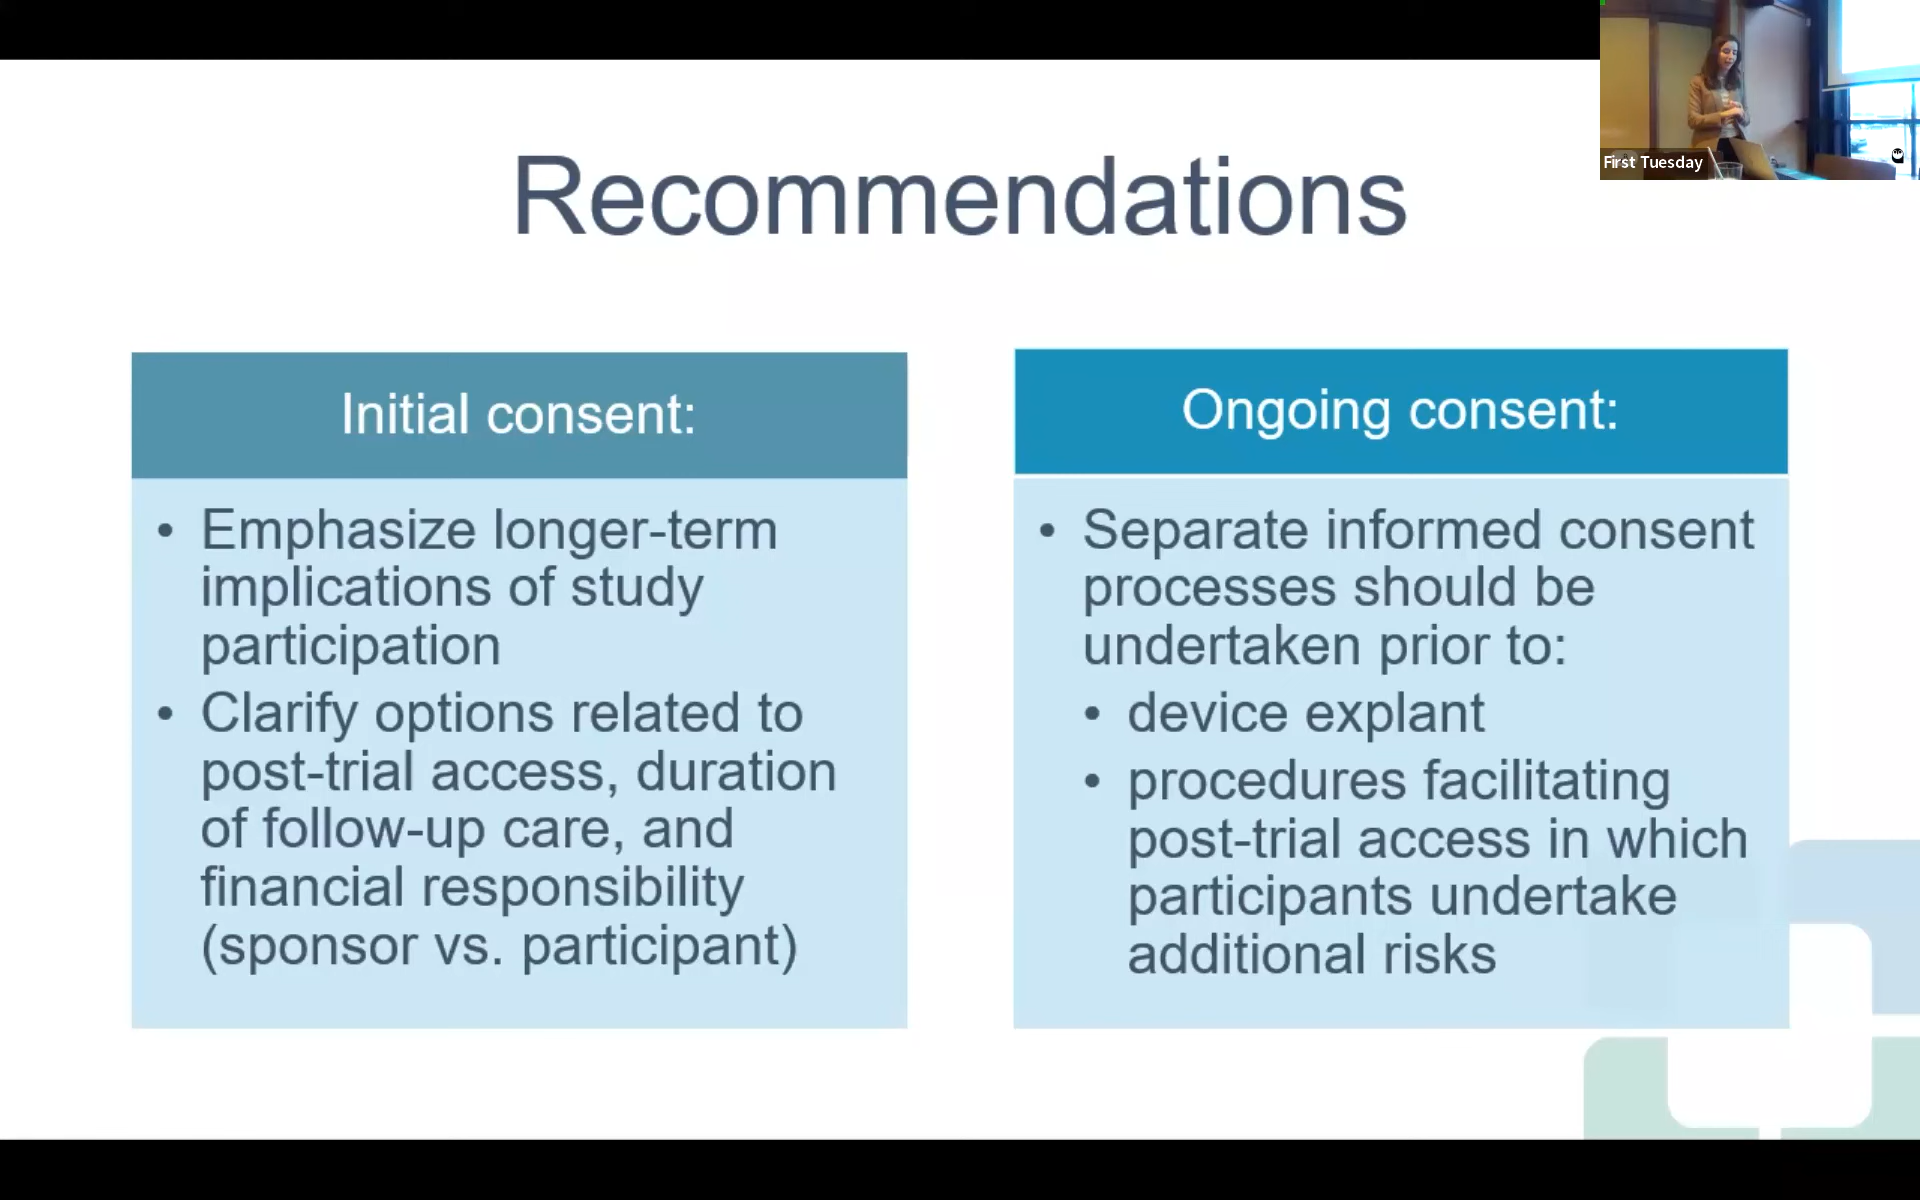 First Tuesday
Recommendations
Initial consent:
• Emphasize longer-term
implications of study
participation
• Clarify options related to
post-trial access, duration
of follow-up care, and
financial responsibility
(sponsor vs. participant)
Ongoing consent:
• Separate informed consent
processes should be
undertaken prior to:
• device explant
• procedures facilitating
post-trial access in which
participants undertake
additional risks